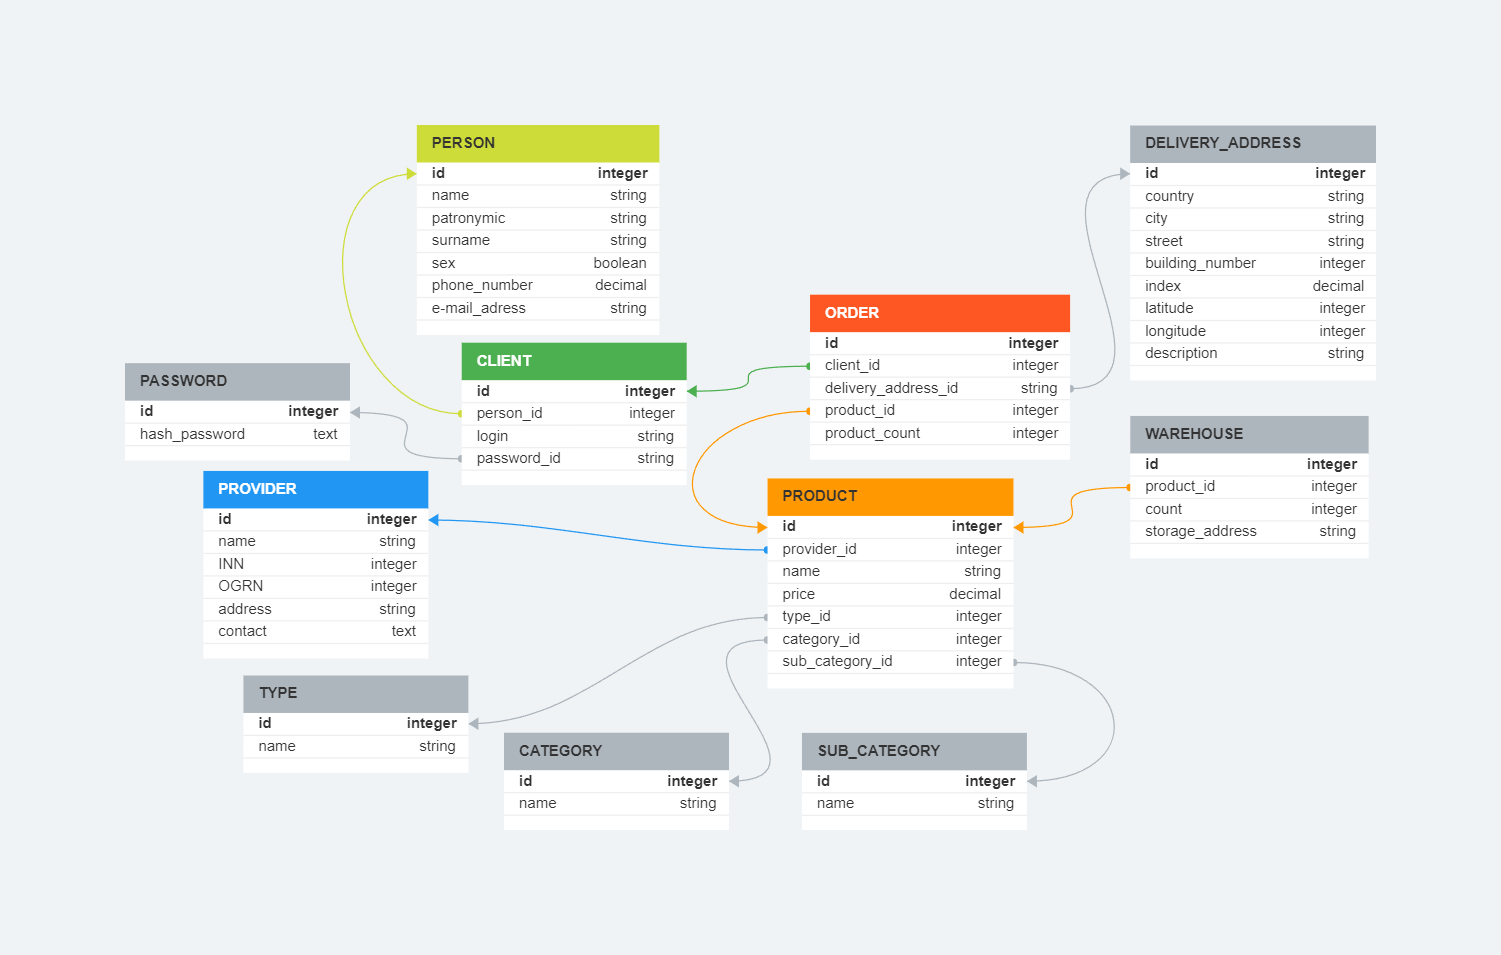 PERSON
id integer
name string
patronymic string
surname string
sex boolean
phone_number decimal
e-mail_adress string
DELIVERY_ADDRESS
id integer
country string
city string
street string
building_number integer
index decimal
latitude integer
longitude integer
description string
ORDER
id integer
client_id integer
delivery_address_id string
product_id integer
product_count integer
CLIENT
id integer
person_id integer
login string
password_id string
PASSWORD
id integer
hash_password text
WAREHOUSE
id integer
product_id integer
count integer
storage_address string
PROVIDER
id integer
name string
INN integer
OGRN integer
address string
contact text
PRODUCT
id integer
provider_id integer
name string
price decimal
type_id integer
category_id integer
sub_category_id integer
TYPE
id integer
name string
CATEGORY
id integer
name string
SUB_CATEGORY
id integer
name string